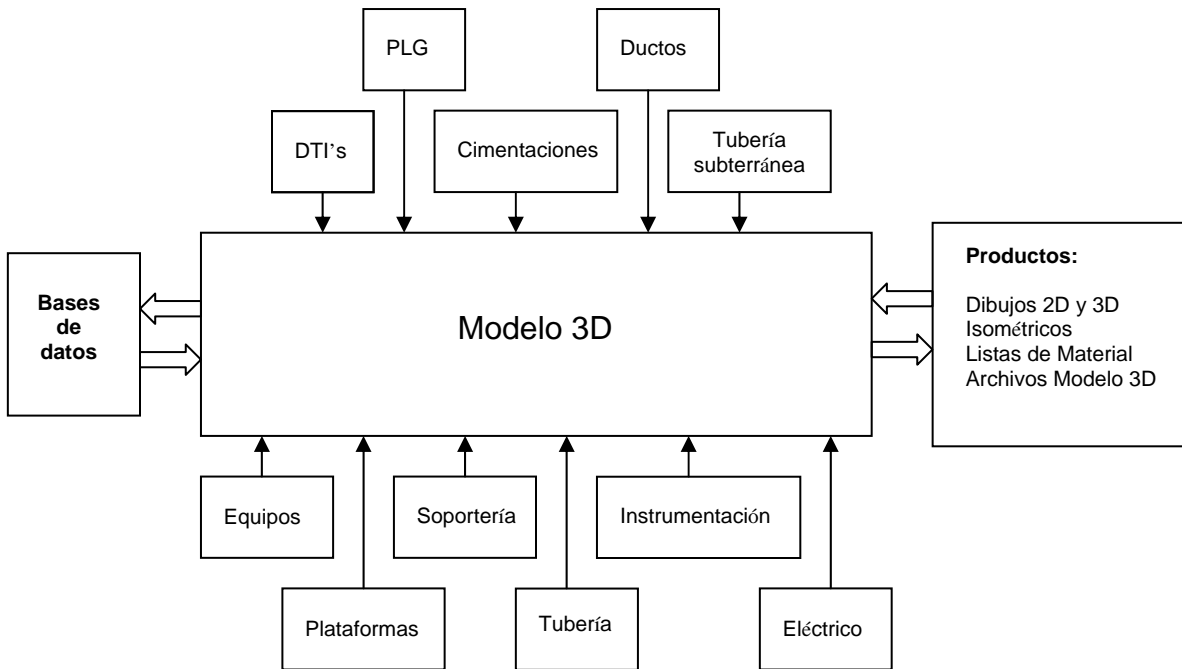 PLG
Ductos
DTI's
Cimentaciones
Tubería
subterránea
Bases
de
datos
Modelo 3D
Productos:
Dibujos 2D y 3D
Isométricos
Listas de Material
Archivos Modelo 3D
Equipos
Soportería
Instrumentación
Plataformas
Tubería
Eléctrico